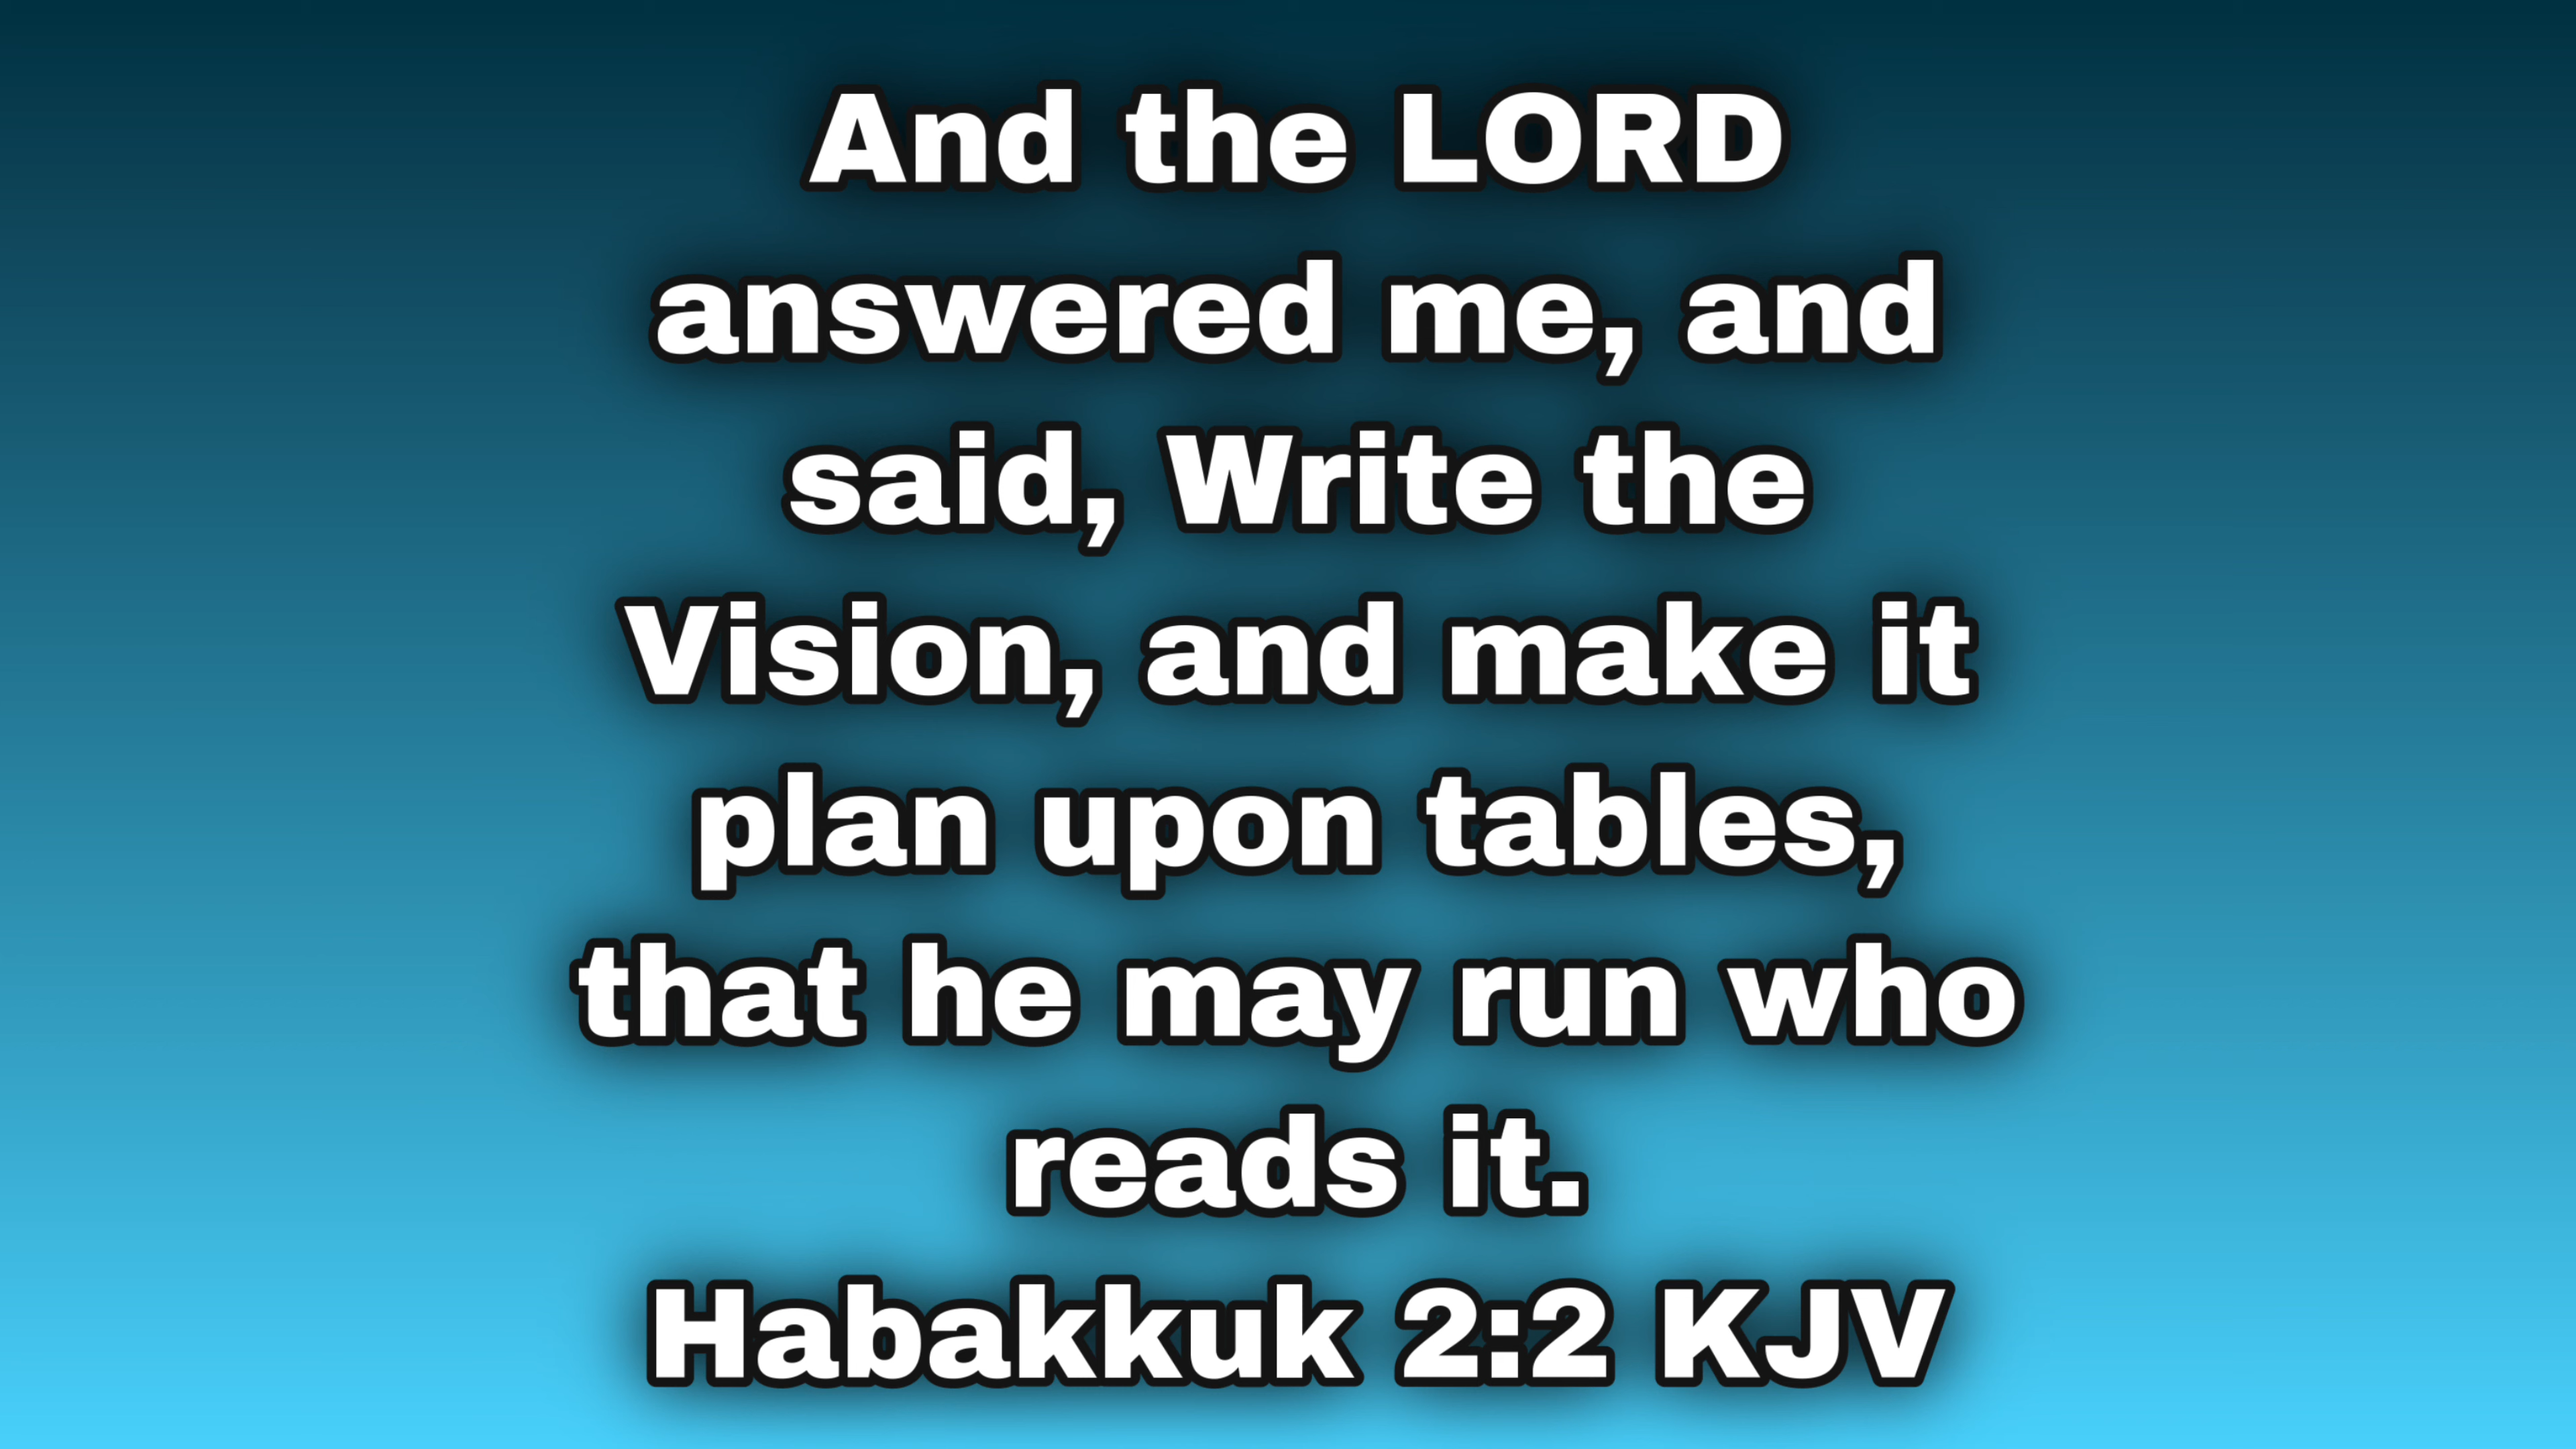 And the LORD
answered me, and
said, Write the
Vision, and make it
plan upon tables,
that he may run who
reads it.
Habakkuk 2:2 KJV